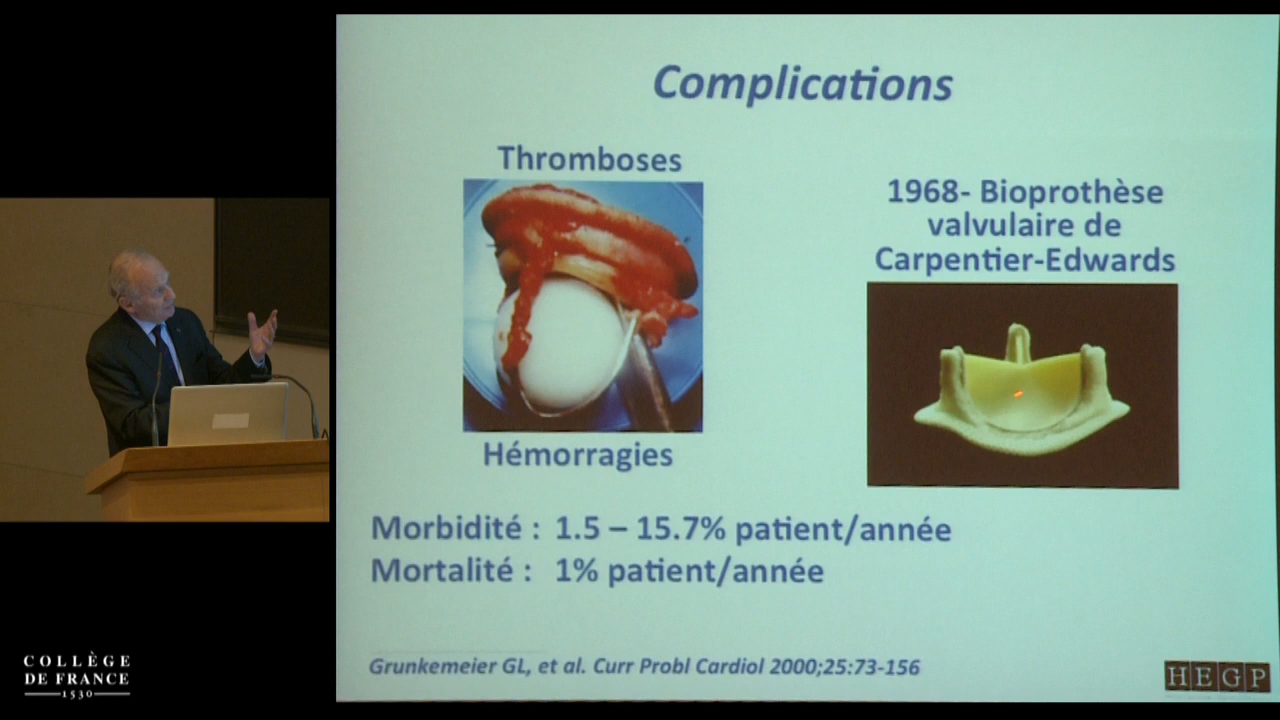 Complications
Thromboses
Hémorragies
1968- Bioprothèse
valvulaire de
Carpentier-Edwards
Morbidité : 1.5 – 15.7% patient/année
Mortalité : 1% patient/année
Grunkemeier GL, et al. Curr Probl Cardiol 2000;25:73-156
HEGP
COLLÈGE
DE FRANCE
1530